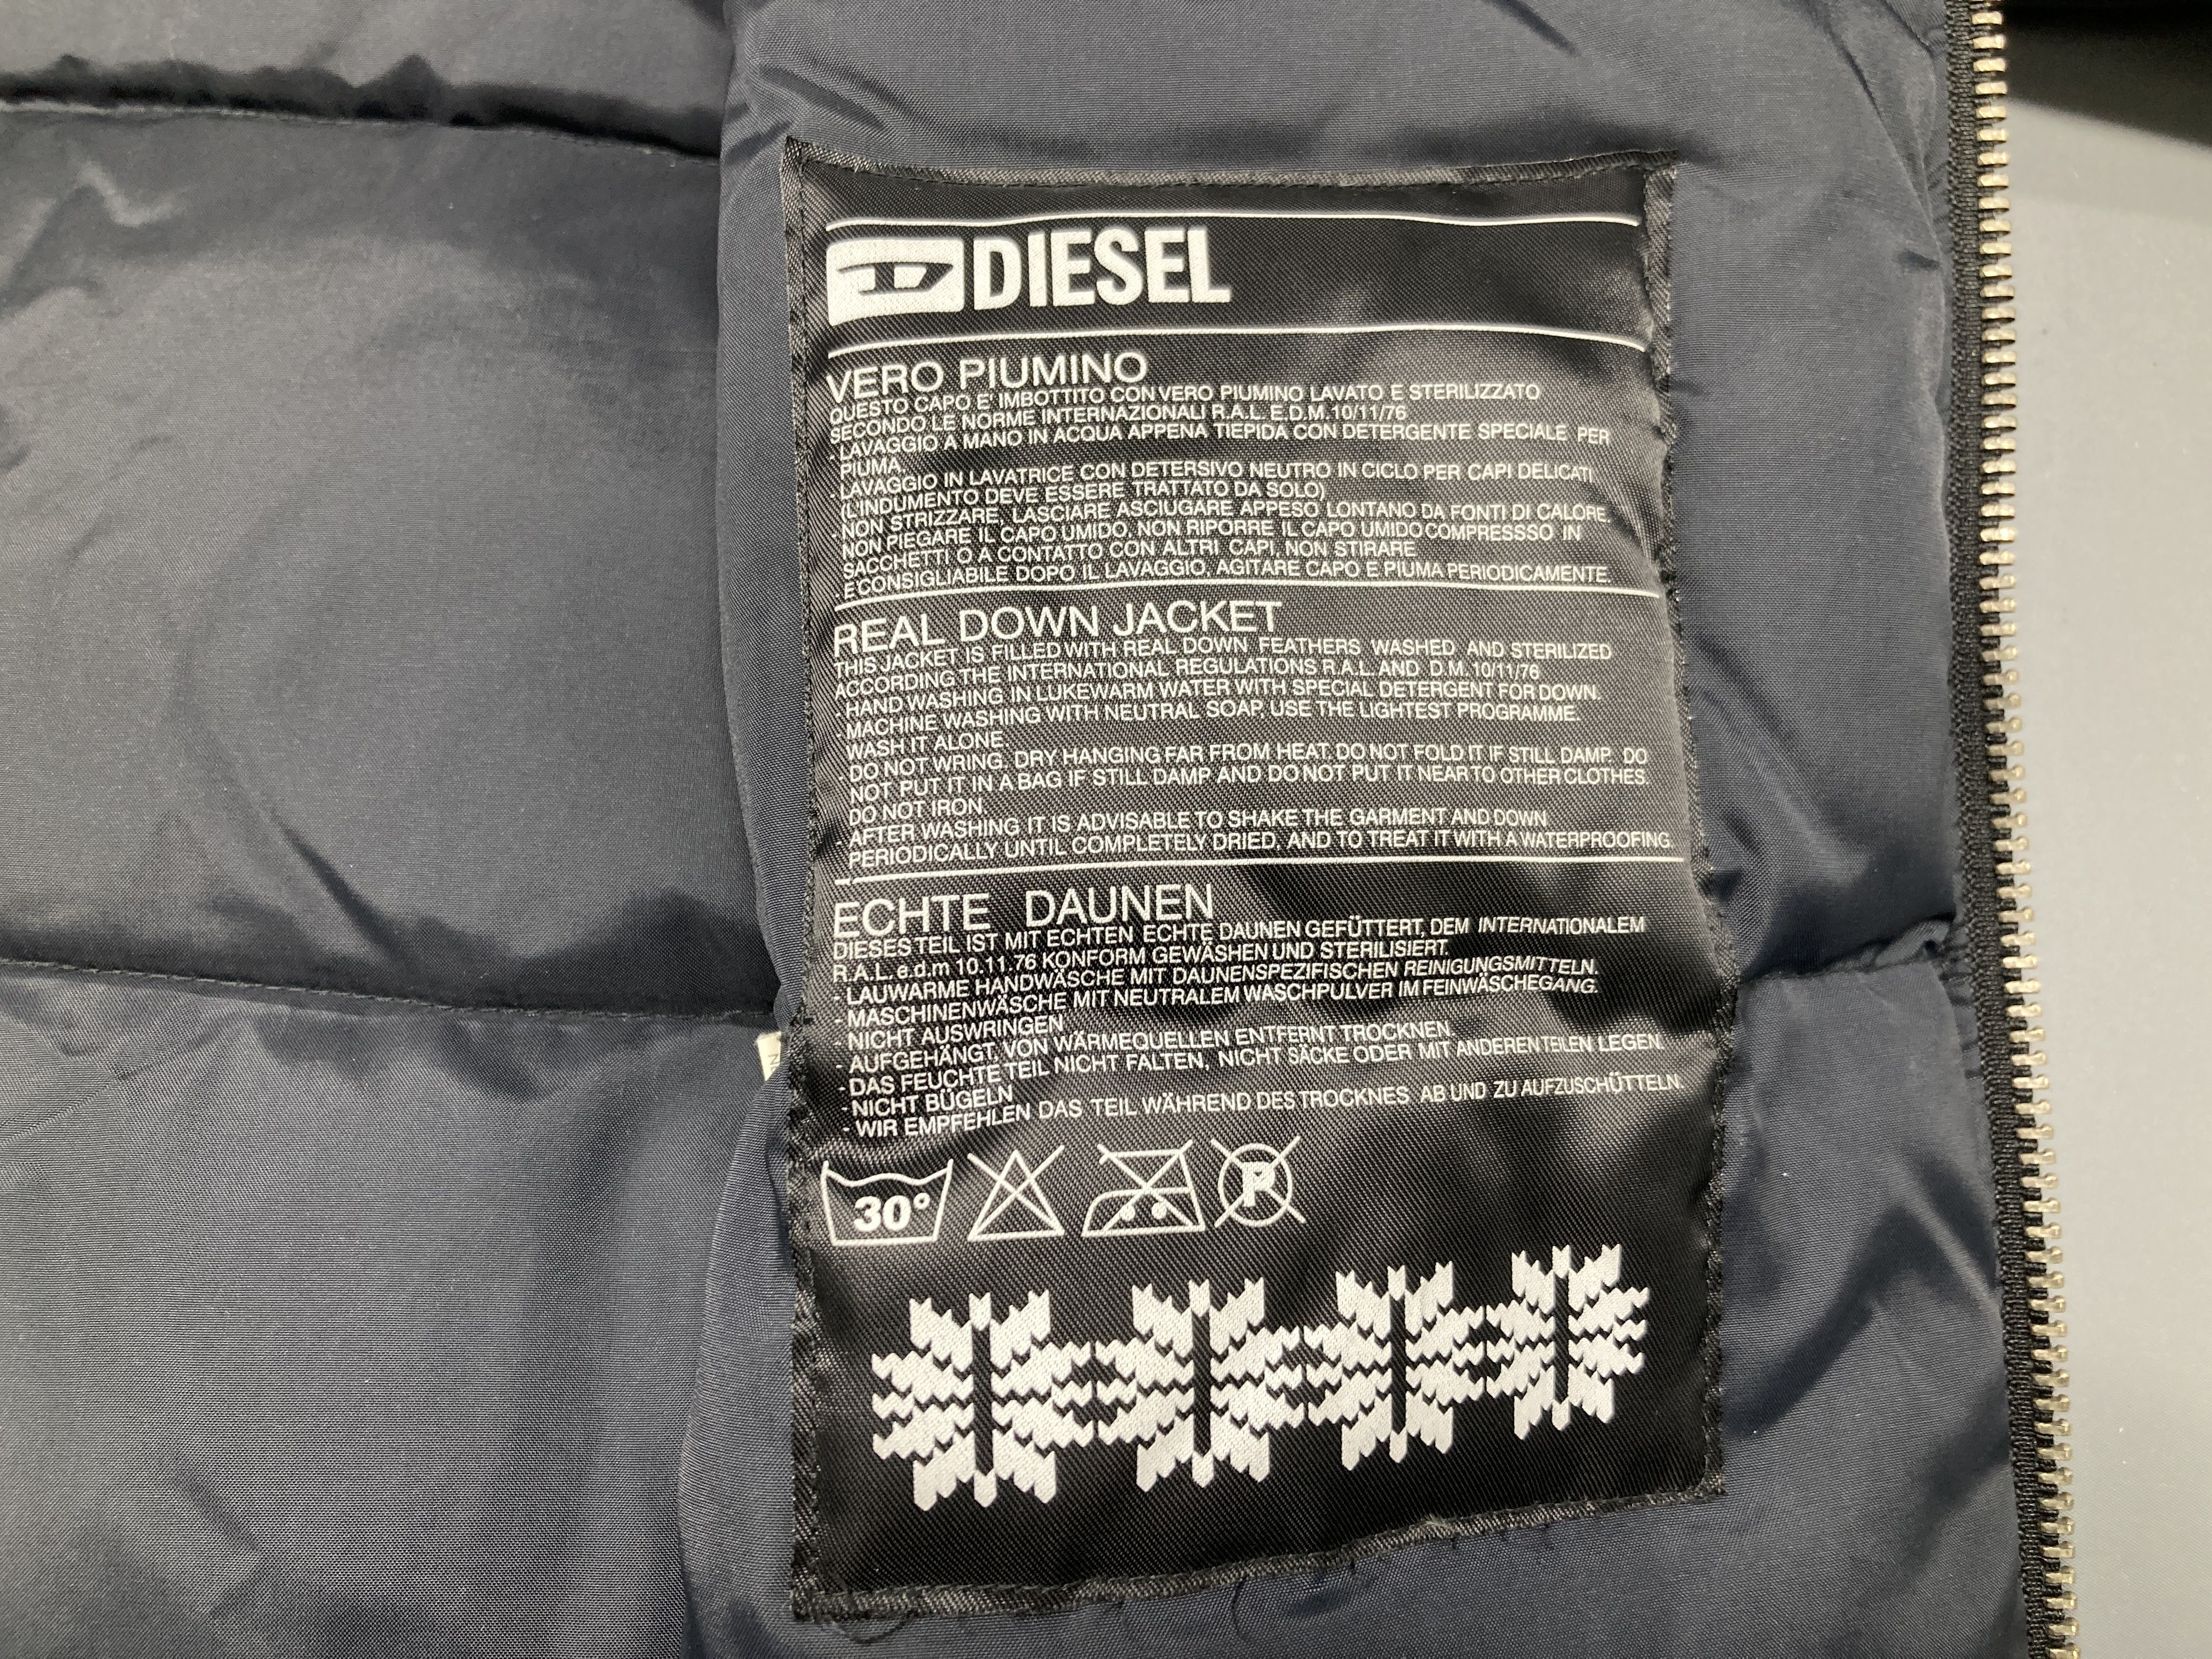 DIESEL
VERO PIUMINO
QUESTO CAPO E' IMBOTTITO CON VERO PIUMINO LAVATO E STERILIZZATO
SECONDO LE NORME INTERNAZIONALI R.A.L. E.D.M.10/11/76
- LAVAGGIO A MANO IN ACQUA APPENA TIEPIDA CON DETERGENTE SPECIALE PER
PIUMA.
- LAVAGGIO IN LAVATRICE CON DETERSIVO NEUTRO IN CICLO PER CAPI DELICATI
(L'INDUMENTO DEVE ESSERE TRATTATO DA SOLO)
- NON STRIZZARE, LASCIARE ASCIUGARE APPESO LONTANO DA FONTI DI CALORE.
NON PIEGARE IL CAPO UMIDO, NON RIPORRE IL CAPO UMIDO COMPRESSSO IN
SACCHETTI O A CONTATTO CON ALTRI CAPI, NON STIRARE
E CONSIGLIABILE DOPO IL LAVAGGIO, AGITARE CAPO E PIUMA PERIODICAMENTE.
REAL DOWN JACKET
THIS JACKET IS FILLED WITH REAL DOWN FEATHERS WASHED AND STERILIZED
ACCORDING THE INTERNATIONAL REGULATIONS R.A.L. AND D.M. 10/11/76
- HAND WASHING IN LUKEWARM WATER WITH SPECIAL DETERGENT FOR DOWN.
- MACHINE WASHING WITH NEUTRAL SOAP, USE THE LIGHTEST PROGRAMME.
WASH IT ALONE
- DO NOT WRING. DRY HANGING FAR FROM HEAT. DO NOT FOLD IT IF STILL DAMP. DO
NOT PUT IT IN A BAG IF STILL DAMP AND DO NOT PUT IT NEAR TO OTHER CLOTHES.
DO NOT IRON
- AFTER WASHING IT IS ADVISABLE TO SHAKE THE GARMENT AND DOWN
PERIODICALLY UNTIL COMPLETELY DRIED, AND TO TREAT IT WITH A WATERPROOFING.
ECHTE DAUNEN
DIESES TEIL IST MIT ECHTEN ECHTE DAUNEN GEFÜTTERT, DEM INTERNATIONALEM
R.A.L. e.d.m 10.11.76 KONFORM GEWÄSHEN UND STERILISIERT.
- LAUWARME HANDWÄSCHE MIT DAUNENSPEZIFISCHEN REINIGUNGSMITTELN.
- MASCHINENWÄSCHE MIT NEUTRALEM WASCHPULVER IM FEINWÄSCHEGANG.
- NICHT AUSWRINGEN
- AUFGEHÄNGT, VON WÄRMEQUELLEN ENTFERNT TROCKNEN.
- DAS FEUCHTE TEIL NICHT FALTEN, NICHT SÄCKE ODER MIT ANDEREN TEILEN LEGEN.
- NICHT BÜGELN
- WIR EMPFEHLEN DAS TEIL WÄHREND DES TROCKNES AB UND ZU AUFZUSCHÜTTELN.
30° P